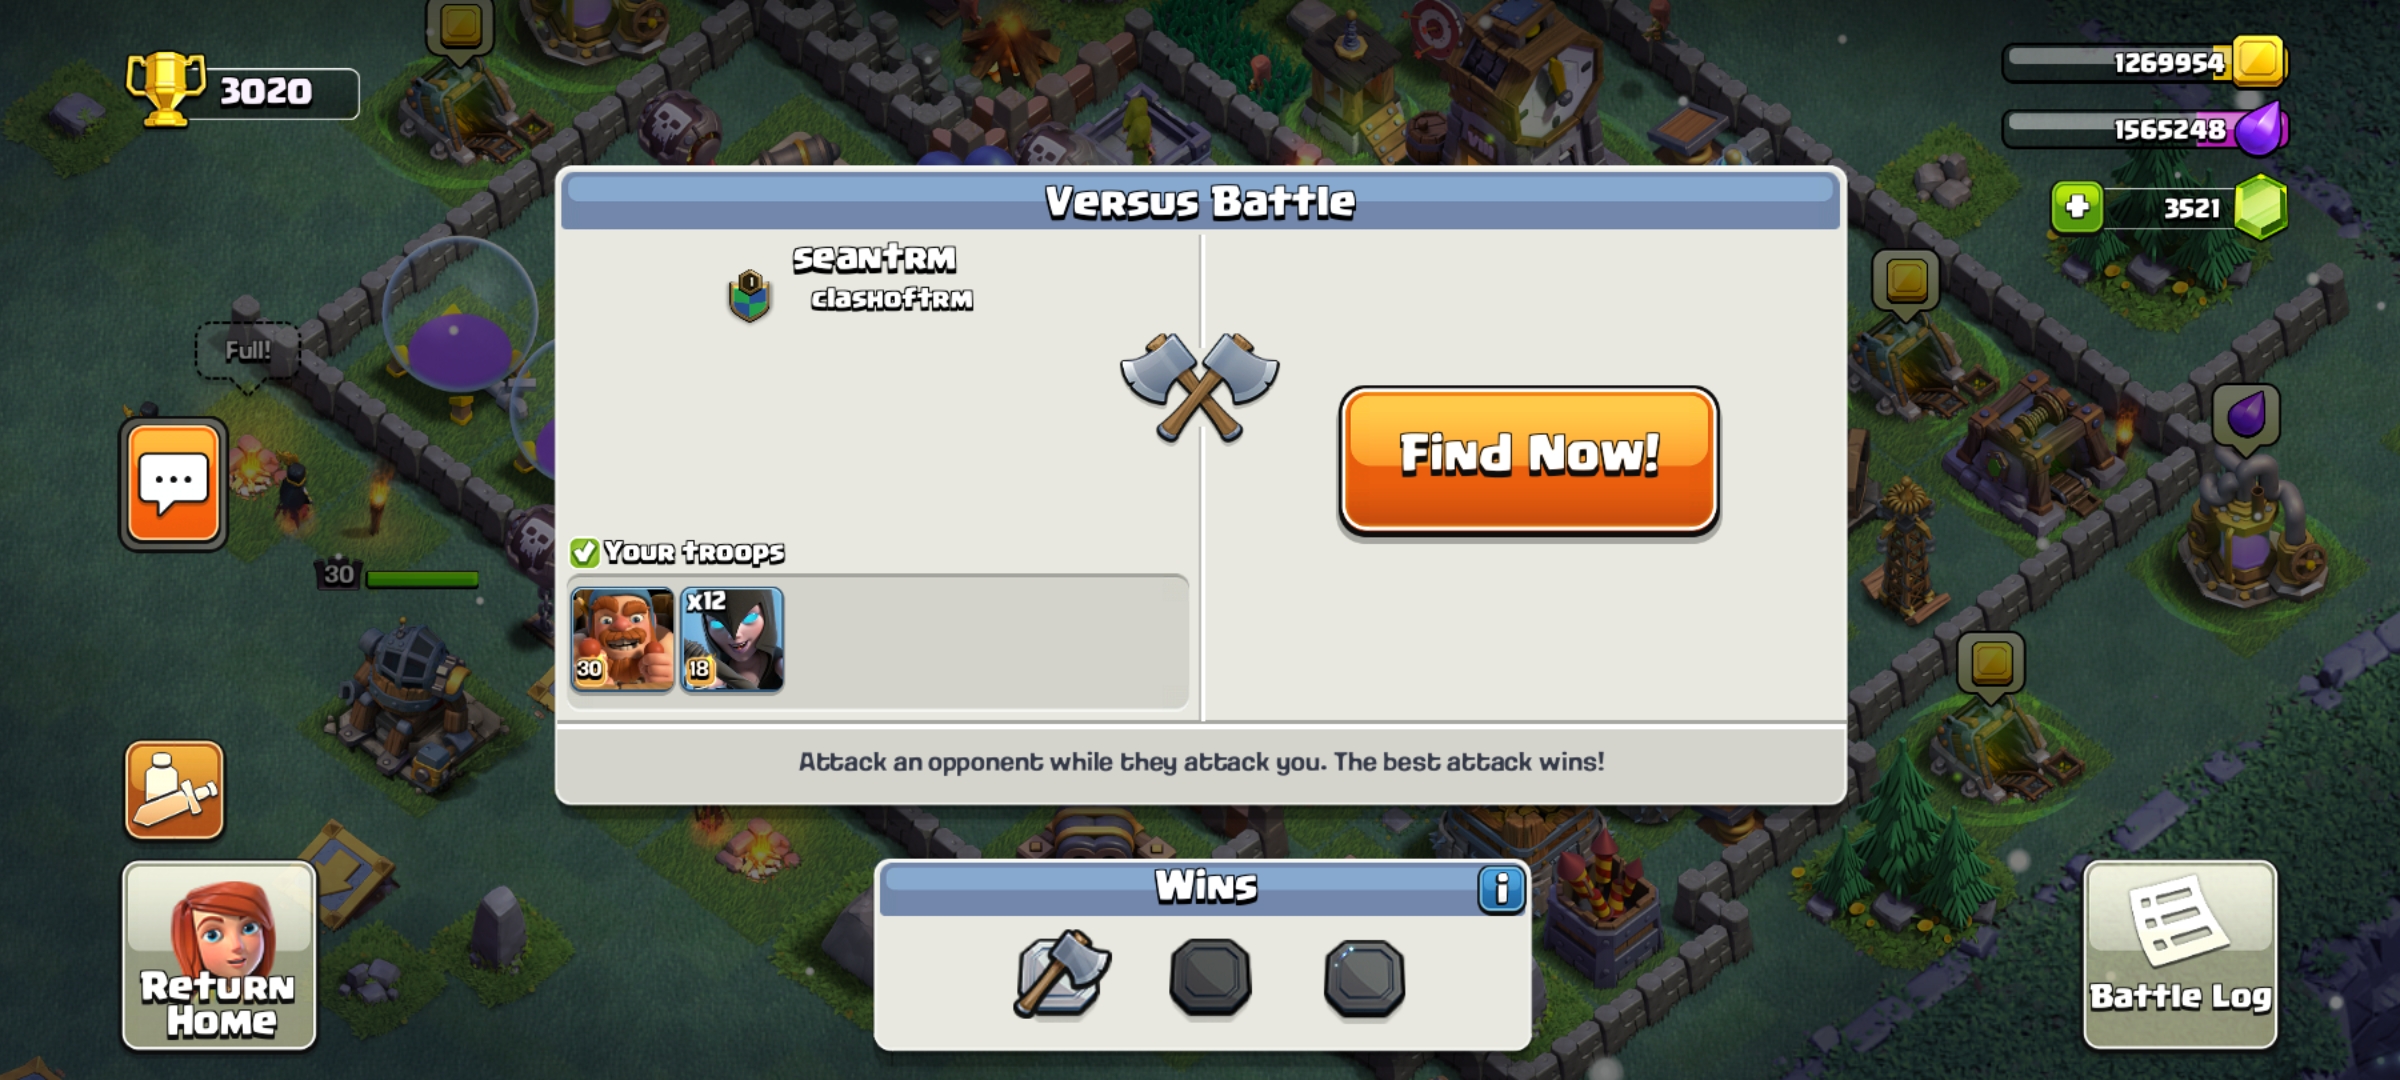 3020
1269954
1565248
3521
Versus Battle
seantrm
clashoftrm
Full!
Find Now!
Your troops
30
x12
30
18
Attack an opponent while they attack you. The best attack wins!
Wins
i
Return
Home
Battle Log